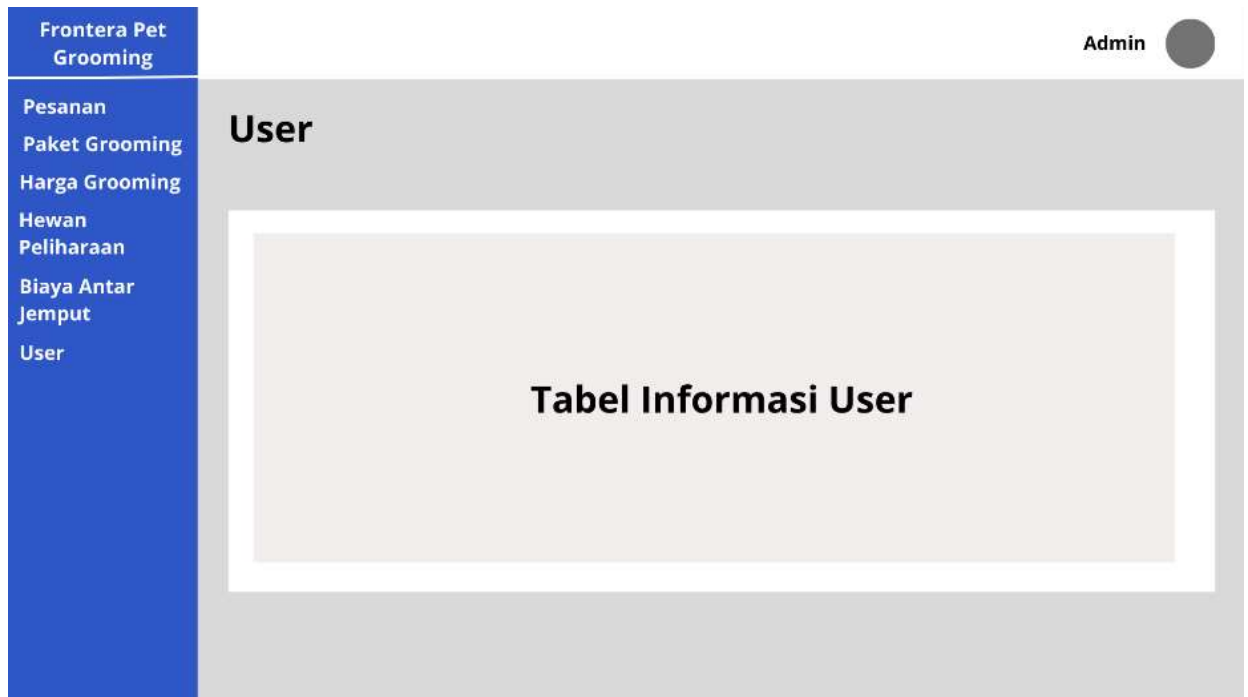 Frontera Pet
Grooming
Admin
Pesanan
Paket Grooming
Harga Grooming
Hewan
Peliharaan
Biaya Antar
Jemput
User
User
Tabel Informasi User